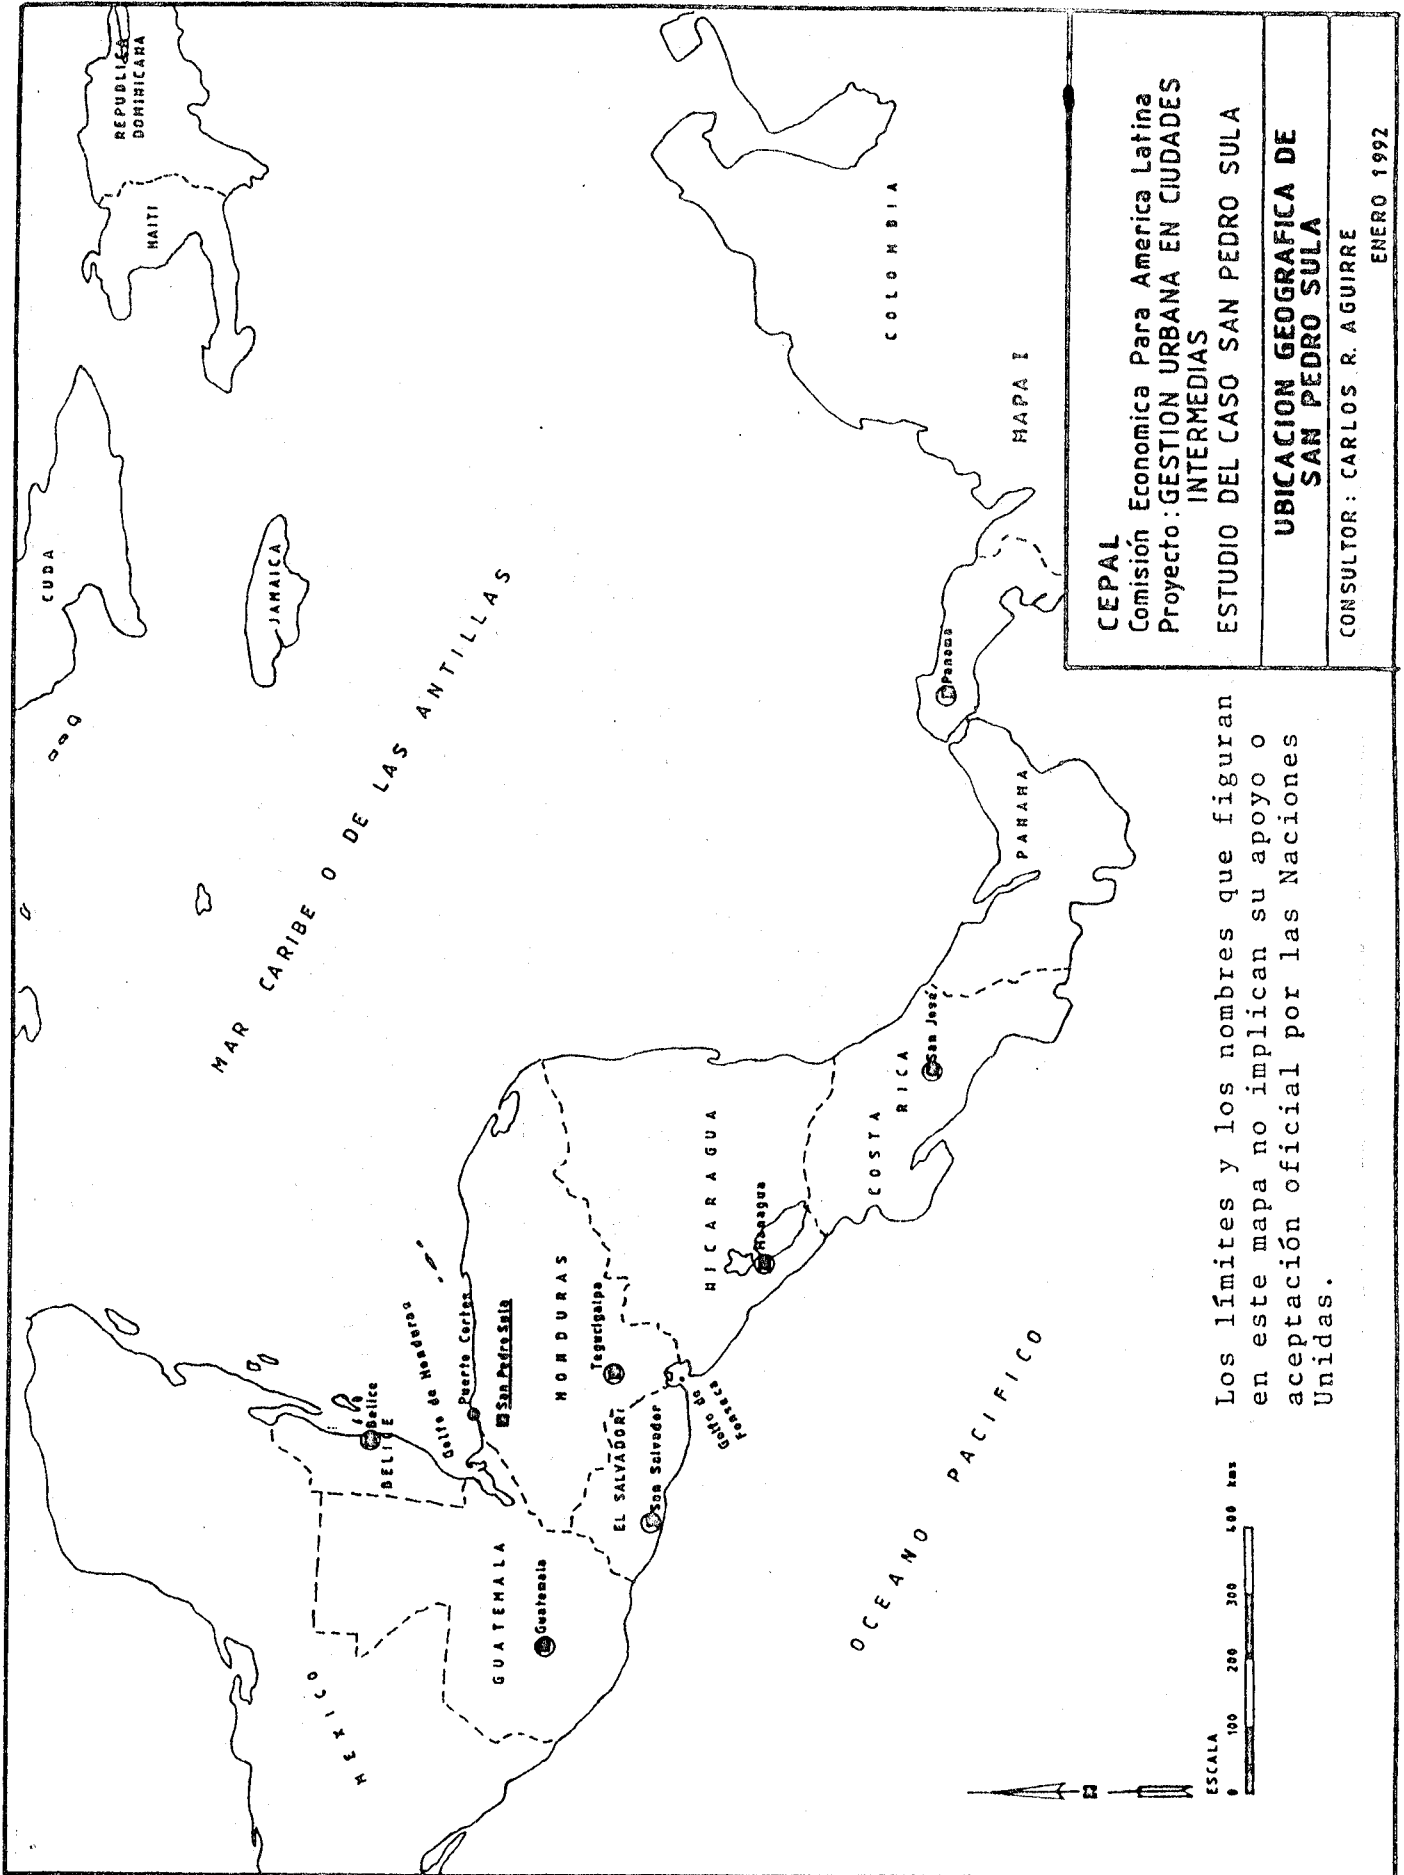 CUDA
HAITI
REPUBLICA
DOMINICANA
JAMAICA
MAR CARIBE O DE LAS ANTILLAS
MEXICO
Belice
BELICE
Golfo de Honduras
Puerto Cortes
San Pedro Sula
GUATEMALA
Guatemala
HONDURAS
Tegucigalpa
EL SALVADOR
San Salvador
Golfo de
Fonseca
NICARAGUA
Managua
COSTA
RICA
San José
PANAMA
Panama
COLOMBIA
OCEANO PACIFICO
MAPA I
ESCALA
0 100 200 300 400 kms
Los límites y los nombres que figuran
en este mapa no implican su apoyo o
aceptación oficial por las Naciones
Unidas.
CEPAL
Comisión Economica Para America Latina
Proyecto: GESTION URBANA EN CIUDADES
INTERMEDIAS
ESTUDIO DEL CASO SAN PEDRO SULA
UBICACION GEOGRAFICA DE
SAN PEDRO SULA
CONSULTOR: CARLOS R. AGUIRRE
ENERO 1992